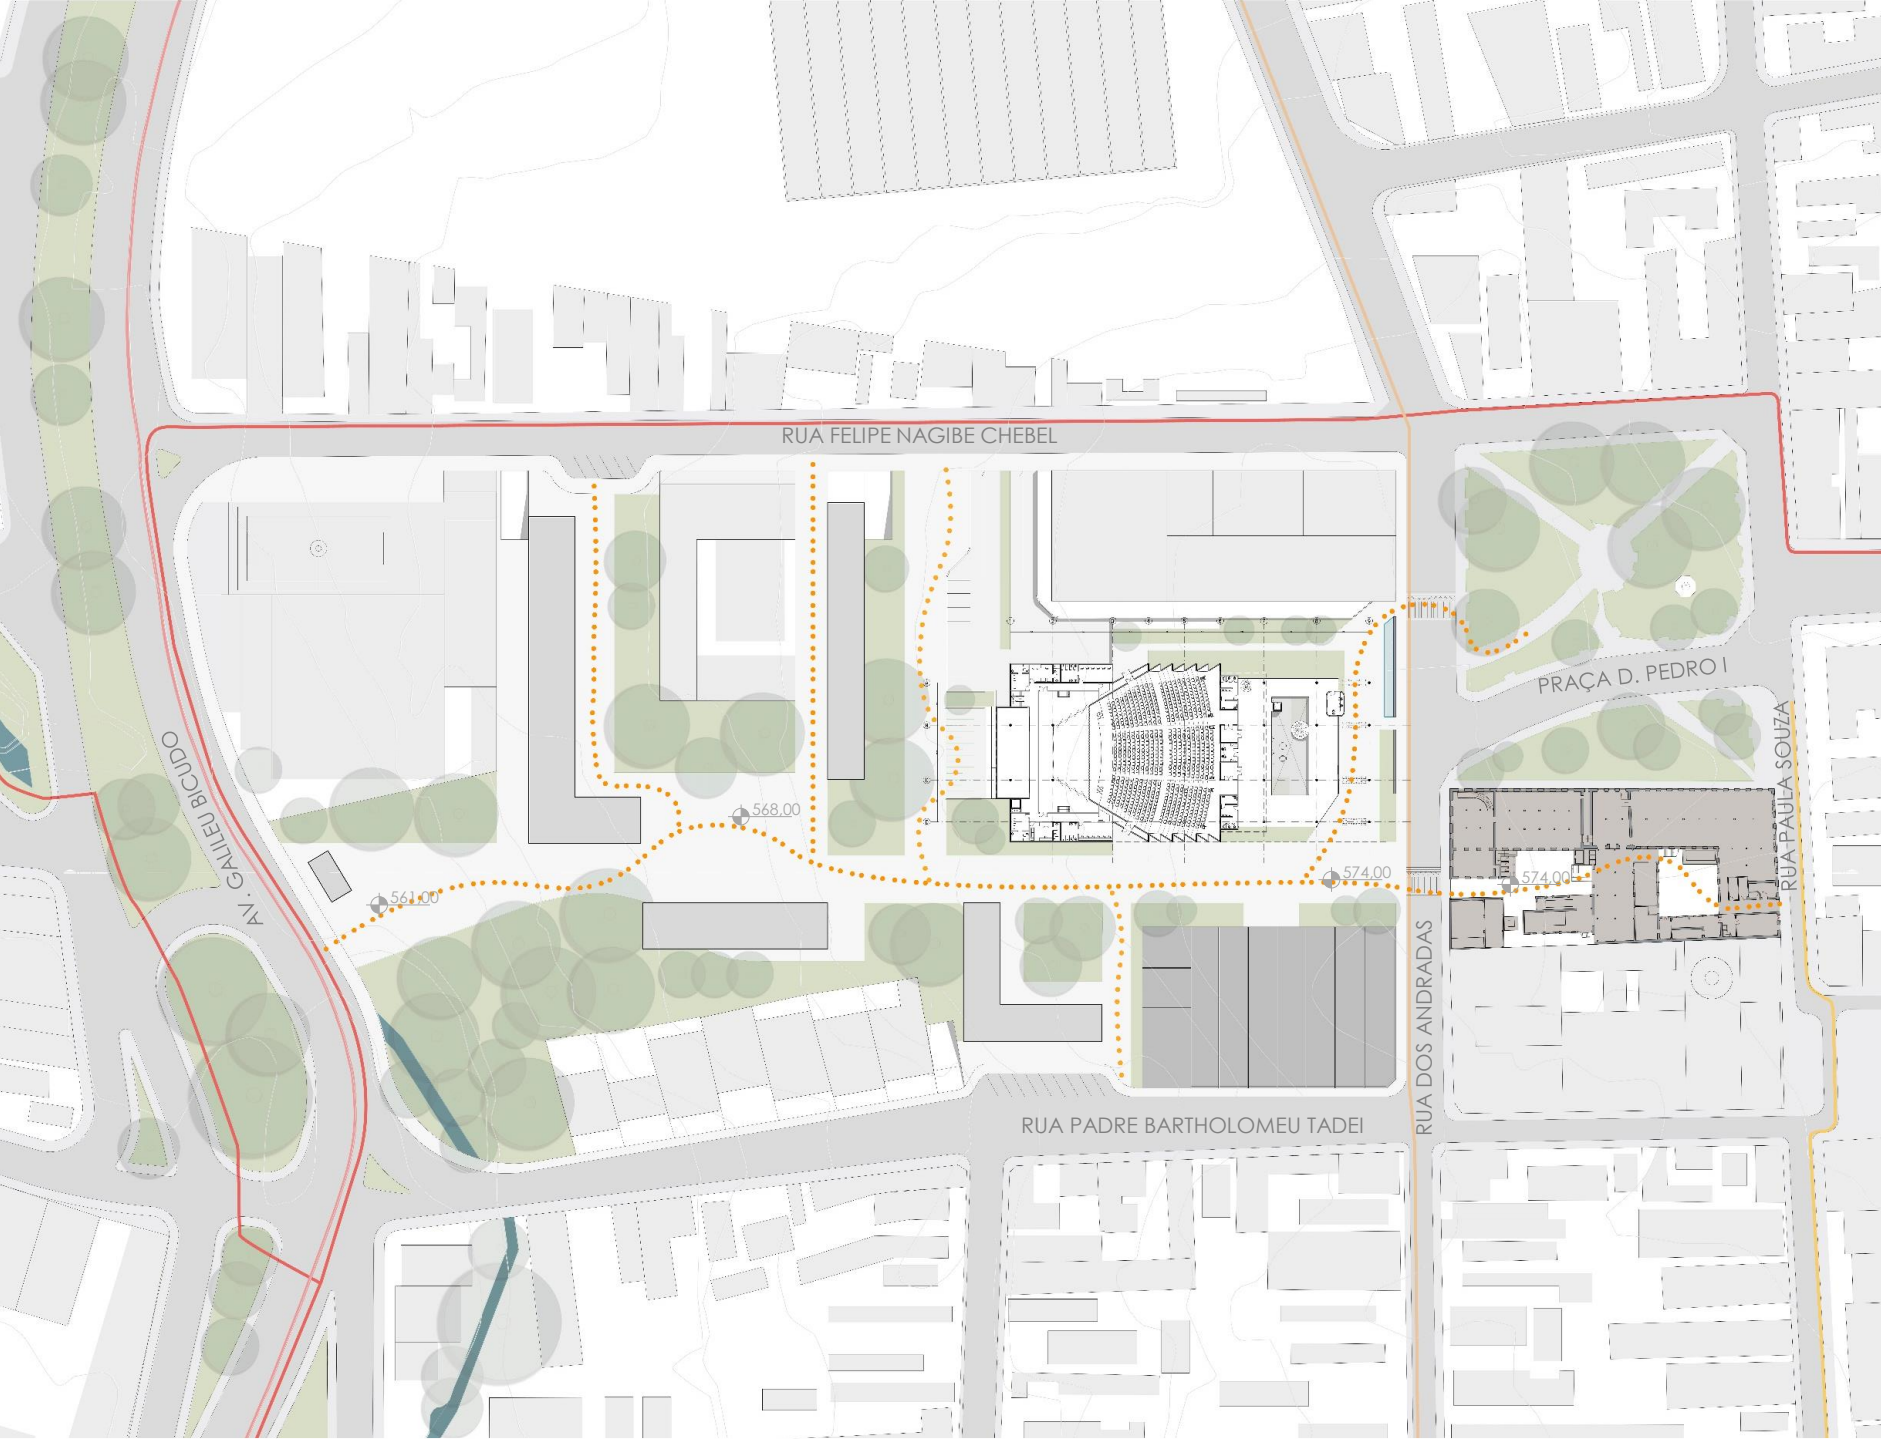 RUA FELIPE NAGIBE CHEBEL
PRAÇA D. PEDRO I
RUA PAULA SOUZA
AV. GALILEU BICUDO
568,00
561,00
574,00
574,00
RUA DOS ANDRADAS
RUA PADRE BARTHOLOMEU TADEI